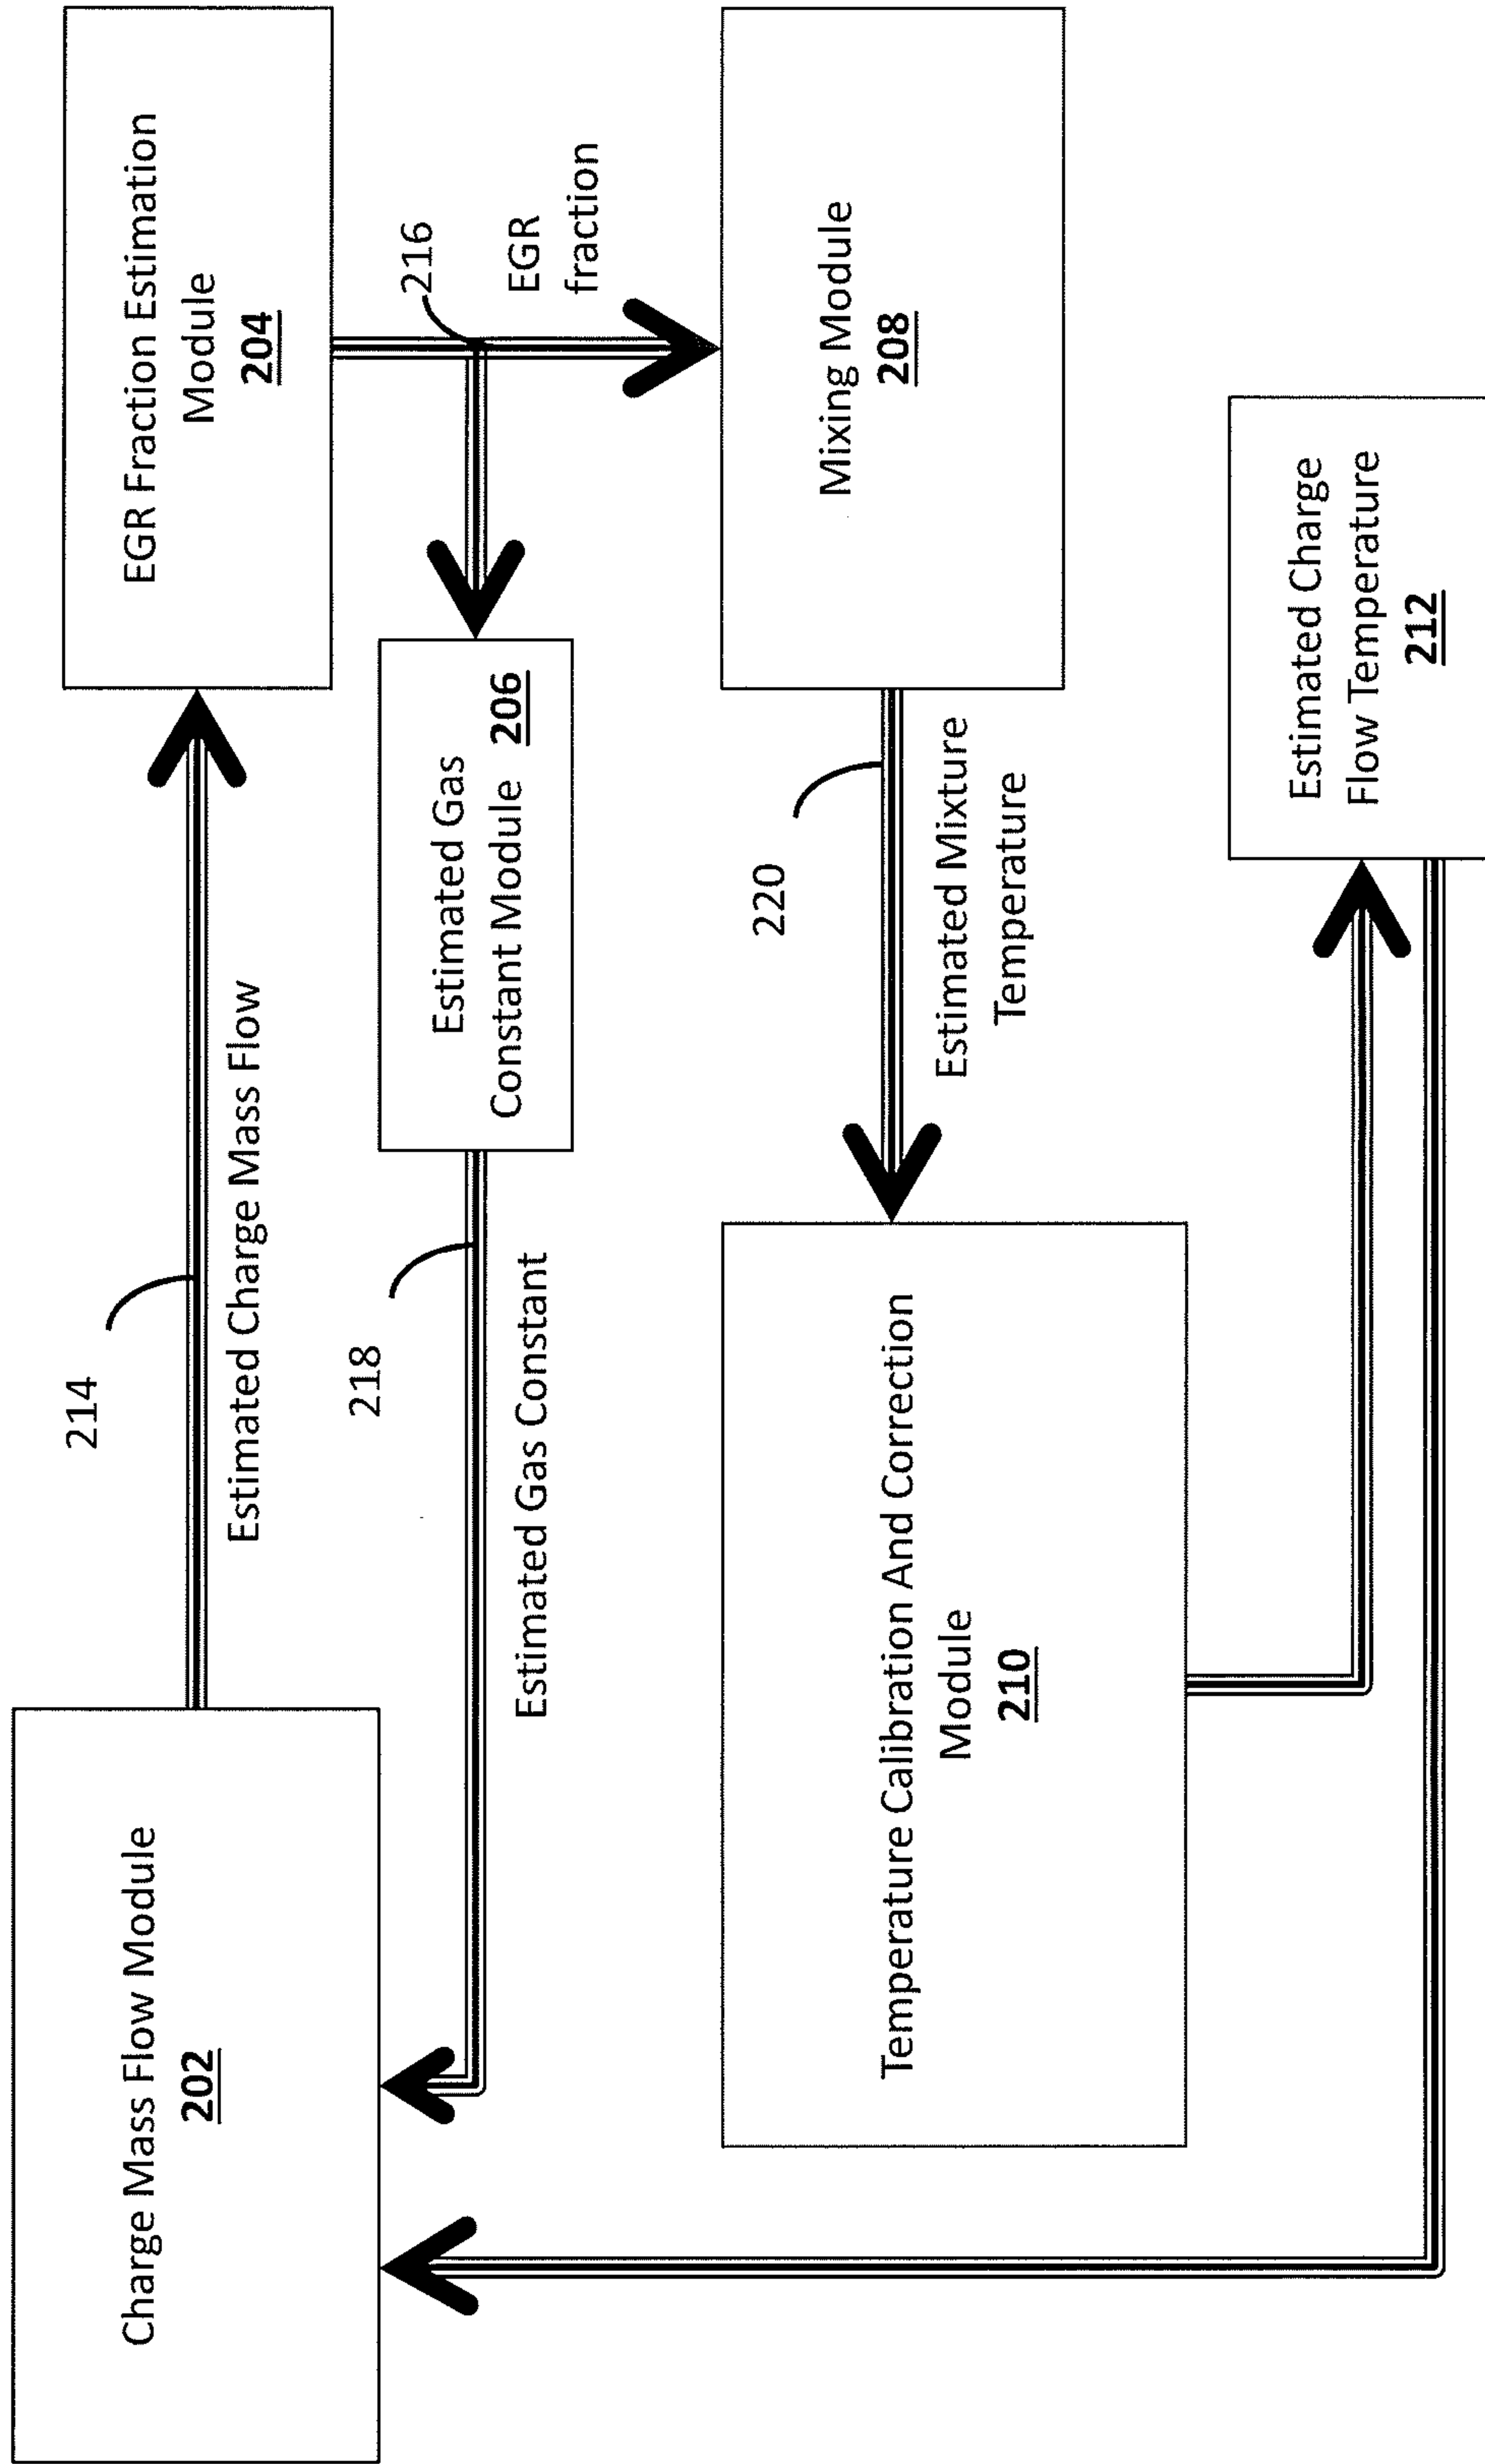 Charge Mass Flow Module
202
214
Estimated Charge Mass Flow
EGR Fraction Estimation
Module
204
218
Estimated Gas Constant
Estimated Gas
Constant Module 206
216
EGR
fraction
Temperature Calibration And Correction
Module
210
220
Estimated Mixture
Temperature
Mixing Module
208
Estimated Charge
Flow Temperature
212